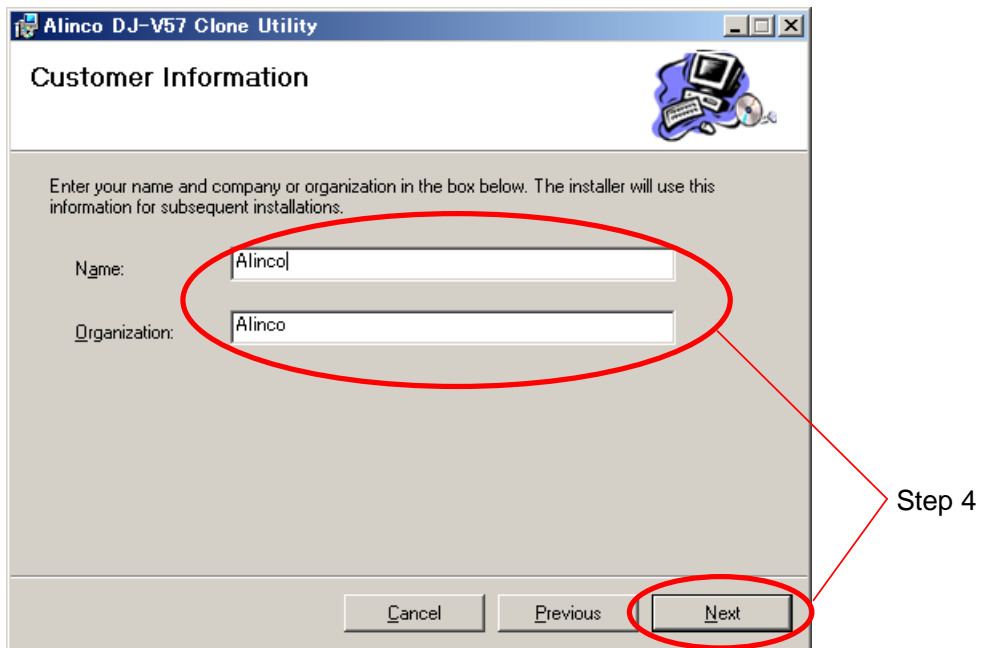 Alinco DJ-V57 Clone Utility
Customer Information
Enter your name and company or organization in the box below. The installer will use this
information for subsequent installations.
Name:
Alinco
Organization:
Alinco
Step 4
Cancel
Previous
Next